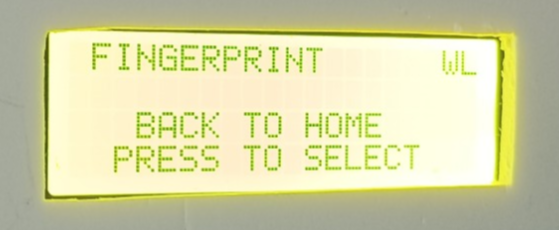 FINGERPRINT WL
BACK TO HOME
PRESS TO SELECT